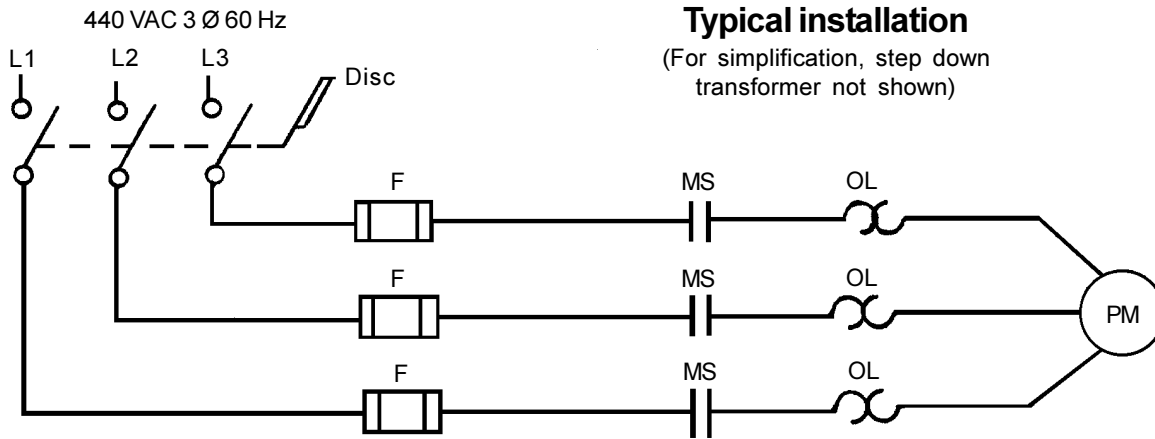 440 VAC 3 Ø 60 Hz
Typical installation
(For simplification, step down
transformer not shown)
L1 L2 L3
Disc
F MS OL
F MS OL
PM
F MS OL